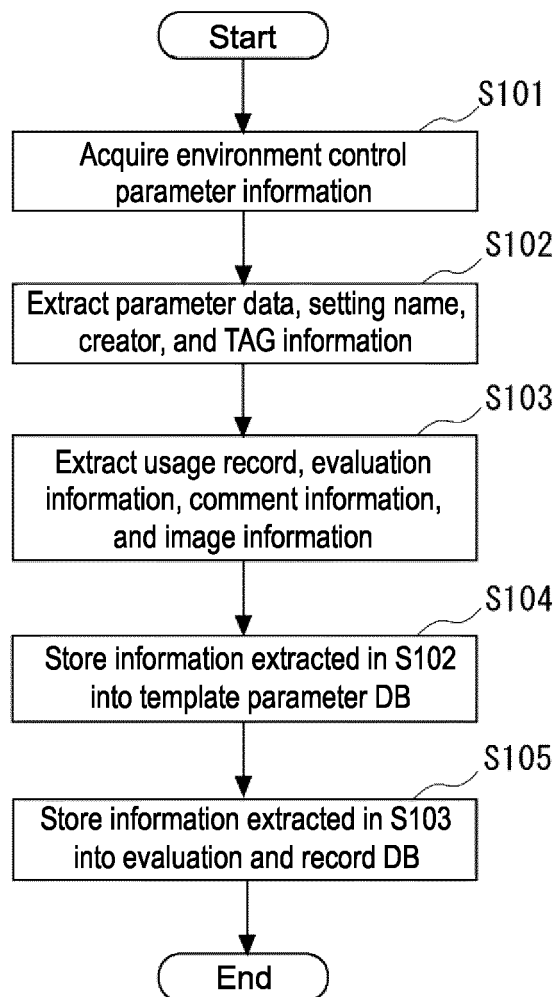 Start
S101
Acquire environment control
parameter information
S102
Extract parameter data, setting name,
creator, and TAG information
S103
Extract usage record, evaluation
information, comment information,
and image information
S104
Store information extracted in S102
into template parameter DB
S105
Store information extracted in S103
into evaluation and record DB
End